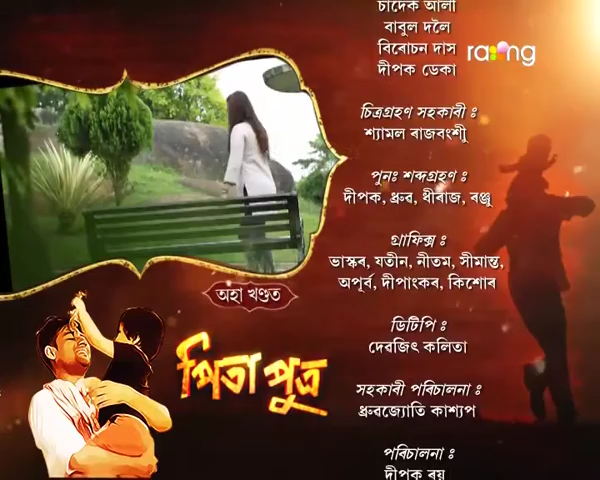 চাদেক আলী
বাবুল দলৈ
বিৰোচন দাস
দীপক ডেকা
rang
চিত্ৰগ্ৰহণ সহকাৰী :
শ্যামল ৰাজবংশ্মী
পুনঃ শব্দগ্ৰহণ :
দীপক, ধ্ৰুৱ, ধীৰাজ, ৰঞ্জু
গ্ৰাফিক্স :
ভাস্কৰ, যতীন, নীতম, সীমান্ত,
অপূৰ্ব, দীপাংকৰ, কিশোৰ
অহা খণ্ডত
পিতা পুত্ৰ
ডিটিপি :
দেৱজিৎ কলিতা
সহকাৰী পৰিচালনা :
ধ্ৰুৱজ্যোতি কাশ্যপ
পৰিচালনা :
দীপক ৰয়